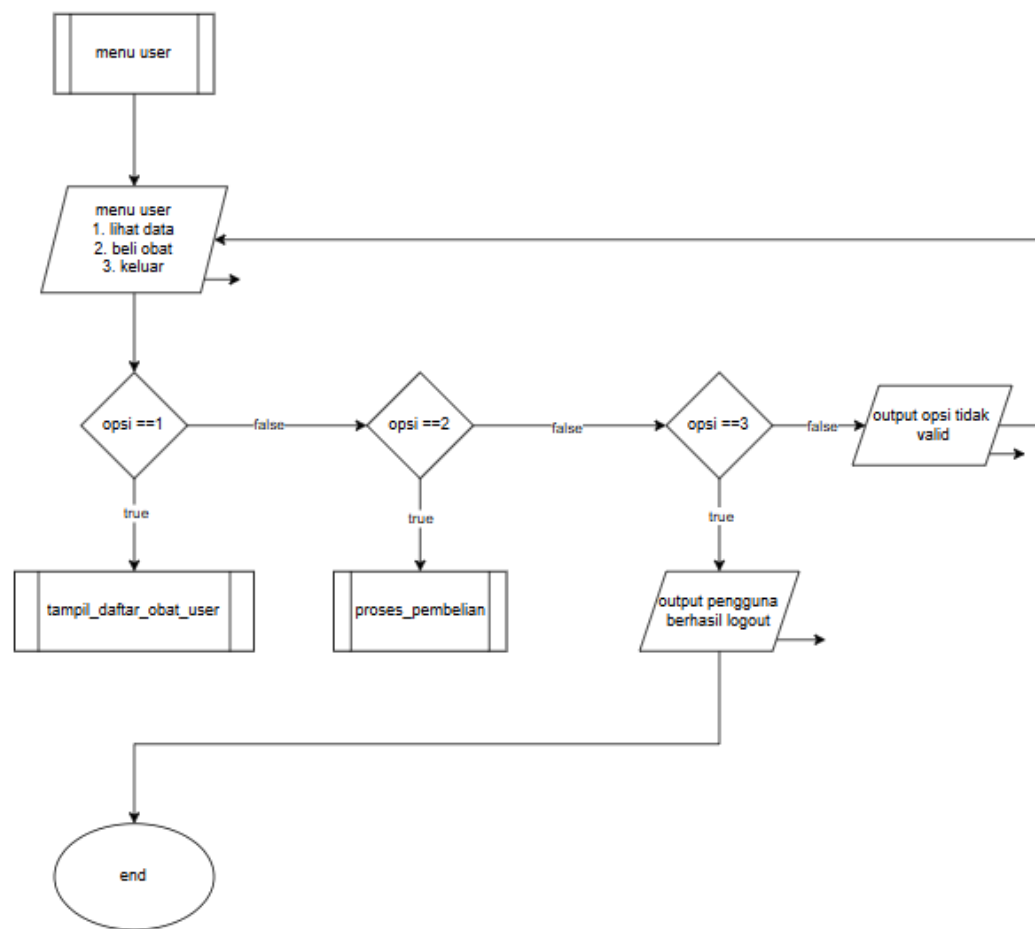 menu user
menu user
1. lihat data
2. beli obat
3. keluar
opsi ==1
false
opsi ==2
false
opsi ==3
false
output opsi tidak
valid
true
true
true
tampil_daftar_obat_user
proses_pembelian
output pengguna
berhasil logout
end